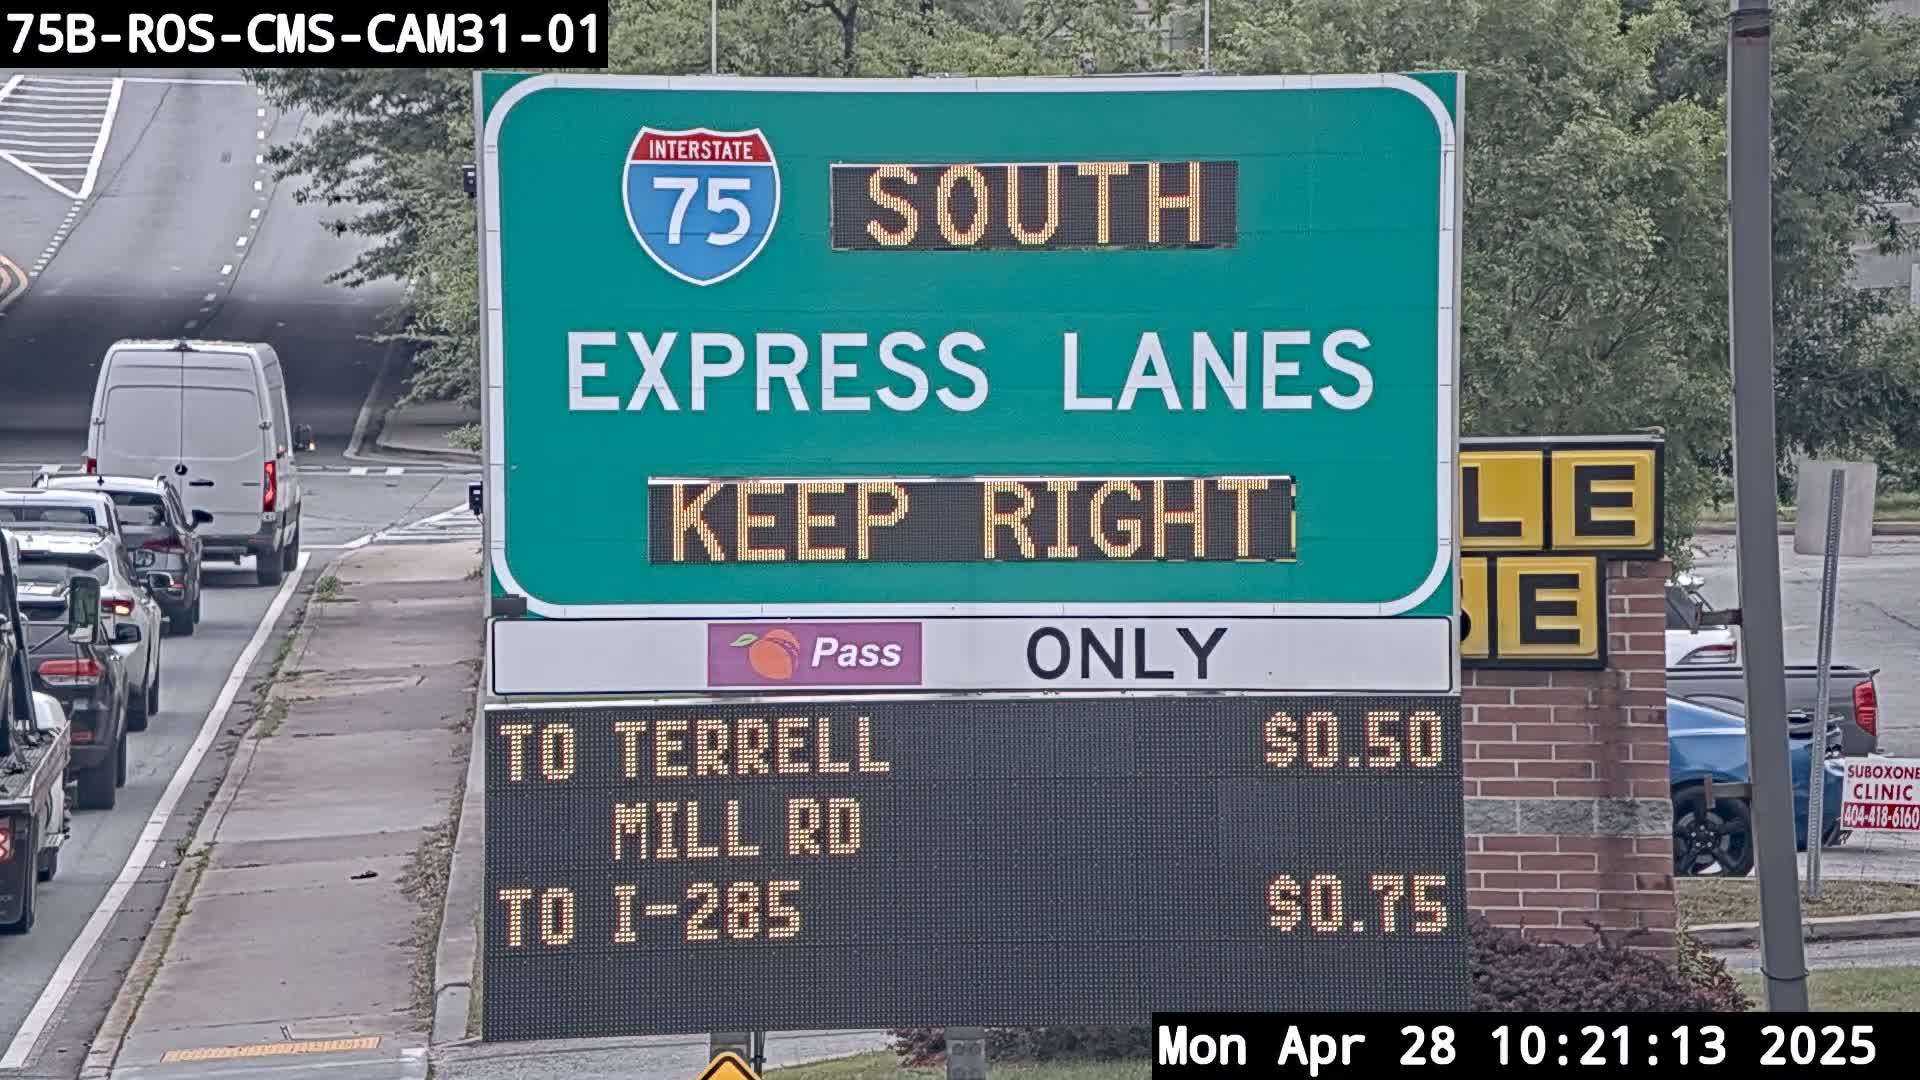 75B-ROS-CMS-CAM31-01
INTERSTATE
75
SOUTH
EXPRESS LANES
KEEP RIGHT
Pass ONLY
TO TERRELL $0.50
MILL RD
TO I-285 $0.75
LE
E
SUBOXONE
CLINIC
404-418-6160
Mon Apr 28 10:21:13 2025